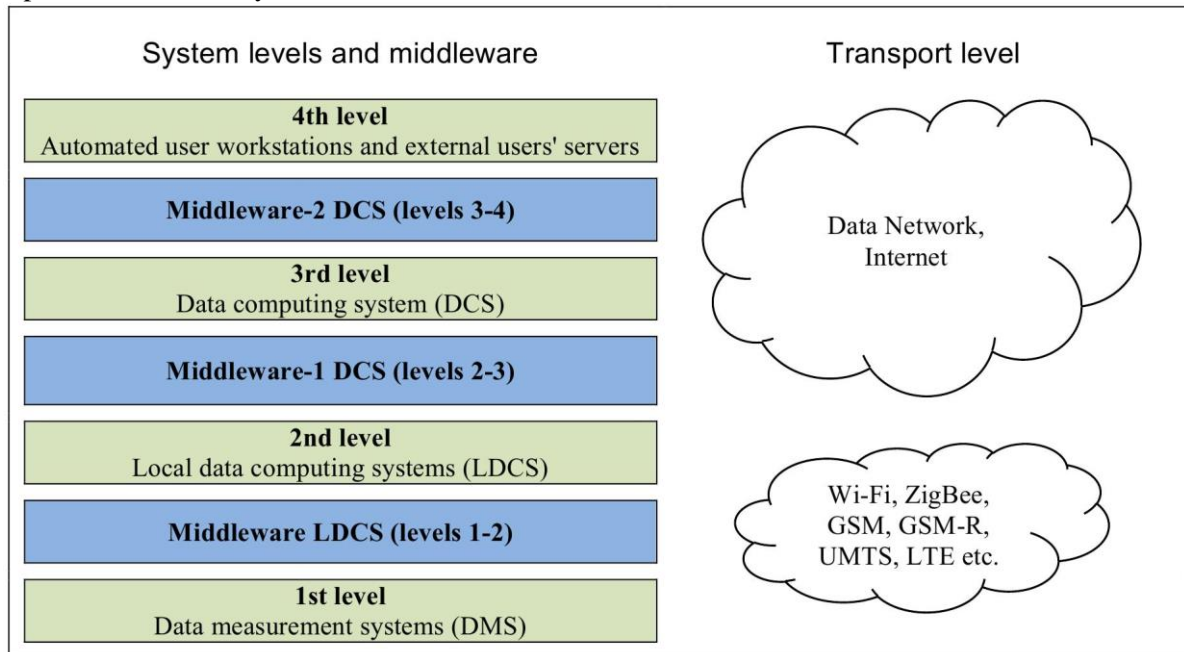 System levels and middleware
4th level
Automated user workstations and external users' servers
Middleware-2 DCS (levels 3-4)
3rd level
Data computing system (DCS)
Middleware-1 DCS (levels 2-3)
2nd level
Local data computing systems (LDCS)
Middleware LDCS (levels 1-2)
1st level
Data measurement systems (DMS)
Transport level
Data Network,
Internet
Wi-Fi, ZigBee,
GSM, GSM-R,
UMTS, LTE etc.